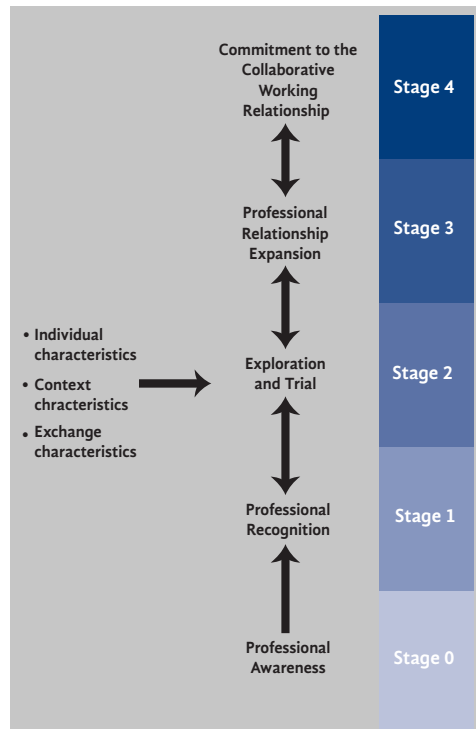 Commitment to the
Collaborative
Working
Relationship
Stage 4
Professional
Relationship
Expansion
Stage 3
• Individual
characteristics
• Context
chracteristics
• Exchange
characteristics
Exploration
and Trial
Stage 2
Professional
Recognition
Stage 1
Professional
Awareness
Stage 0